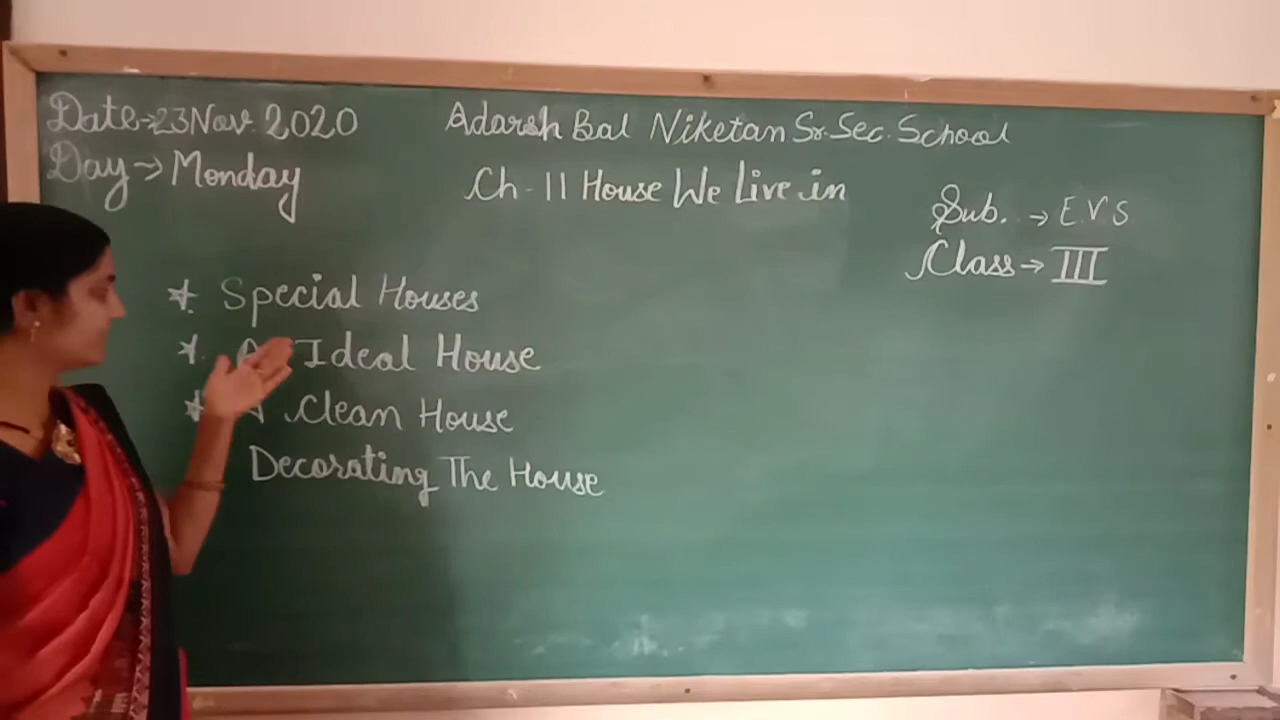 Date→23Nov. 2020
Adarsh Bal Niketan Sr. Sec. School
Day → Monday
Ch - 11 House We Live in
Sub. → E.V S
Class → III
* Special Houses
* Ideal House
* A Clean House
Decorating The House